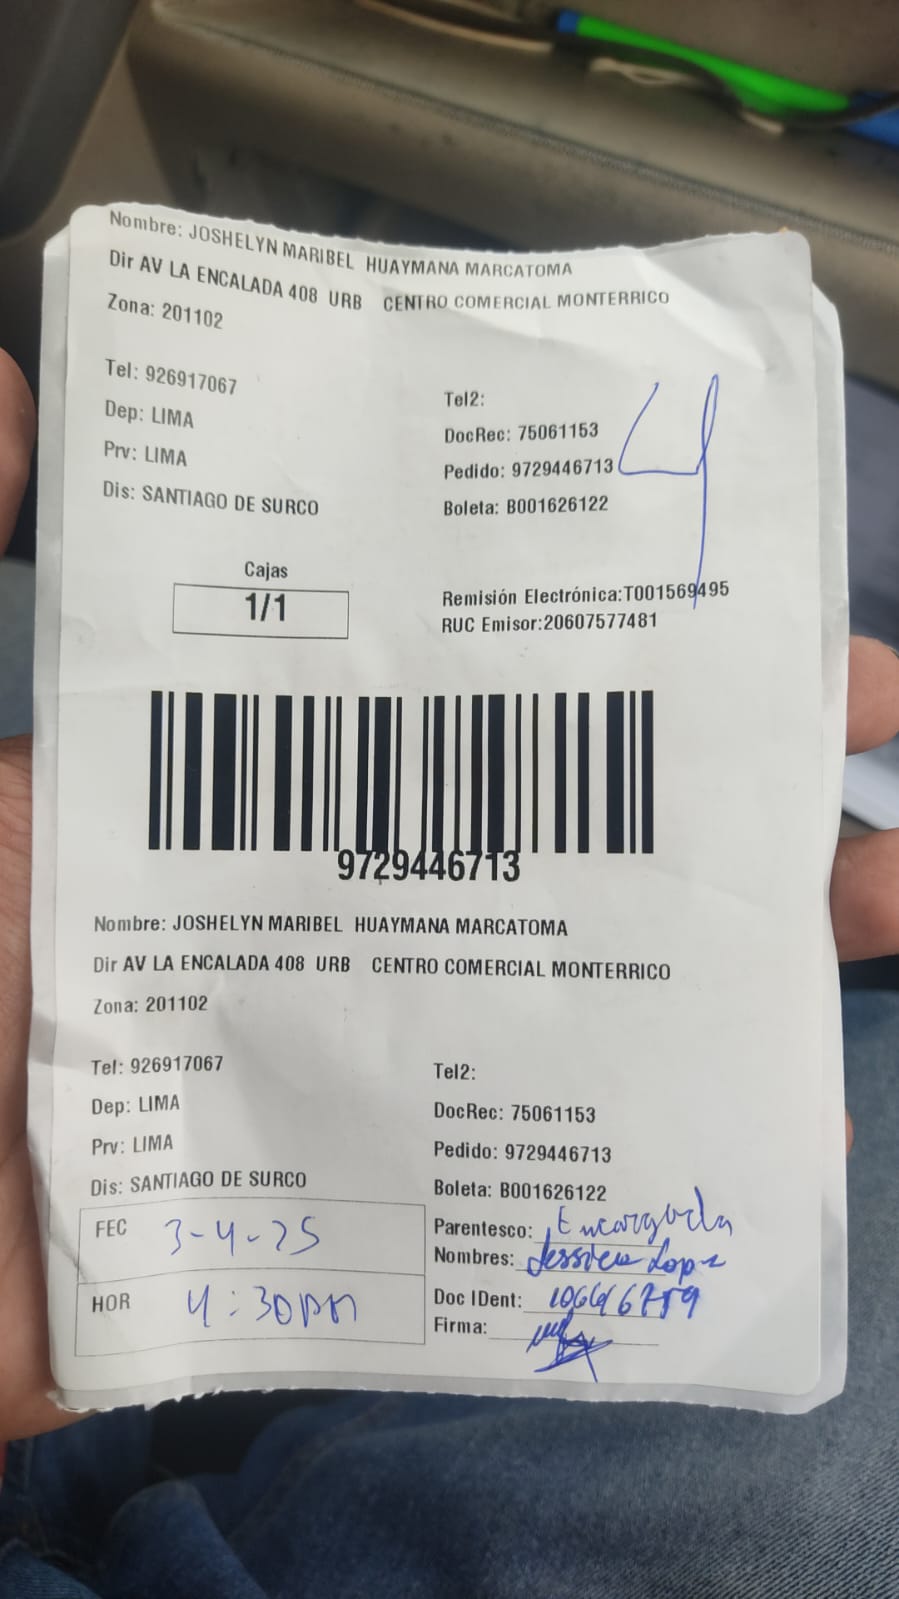 Nombre: JOSHELYN MARIBEL HUAYMANA MARCATOMA
Dir AV LA ENCALADA 408 URB CENTRO COMERCIAL MONTERRICO
Zona: 201102
Tel: 926917067
Tel2:
Dep: LIMA
DocRec: 75061153
Prv: LIMA
Pedido: 9729446713
4
Dis: SANTIAGO DE SURCO
Boleta: B001626122
Cajas
1/1
Remisión Electrónica:T001569495
RUC Emisor:20607577481
9729446713
Nombre: JOSHELYN MARIBEL HUAYMANA MARCATOMA
Dir AV LA ENCALADA 408 URB CENTRO COMERCIAL MONTERRICO
Zona: 201102
Tel: 926917067
Tel2:
Dep: LIMA
DocRec: 75061153
Prv: LIMA
Pedido: 9729446713
Dis: SANTIAGO DE SURCO
Boleta: B001626122
FEC 3-4-25
Parentesco: Encargada
Nombres: Jessica Lopez
HOR 4:30pm
Doc IDent:
Firma: